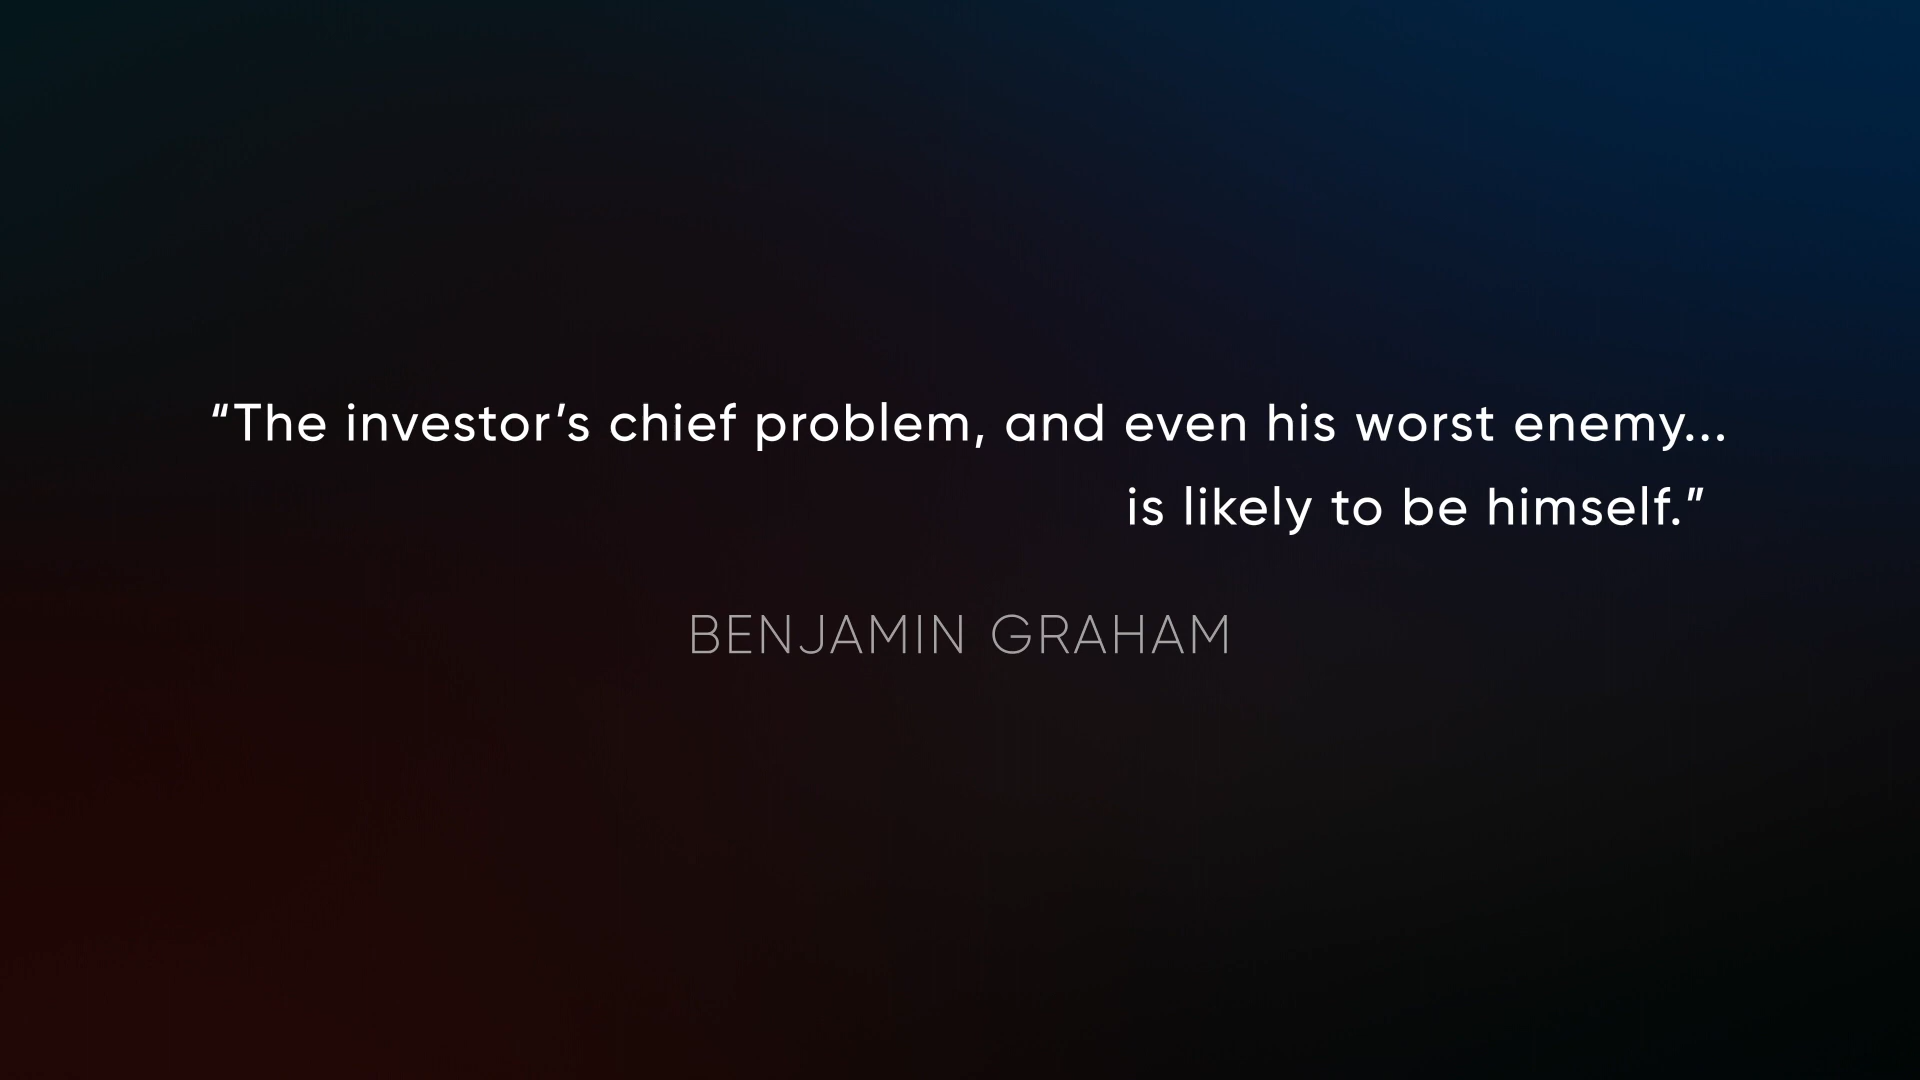 “The investor’s chief problem, and even his worst enemy...
is likely to be himself.”
BENJAMIN GRAHAM